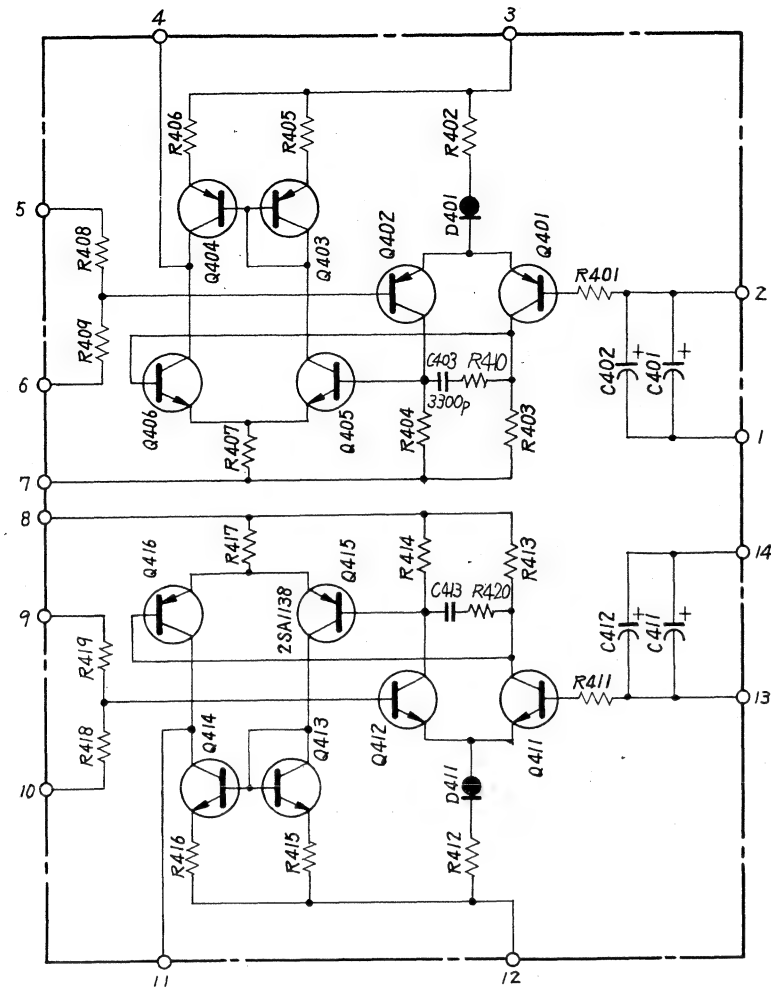 4
3
R406
R405
R402
D401
5
Q404
Q403
Q402
Q401
R408
R401
2
R409
C403
R410
3300p
C402
+
C401
+
6
Q406
R407
Q405
R404
R403
1
7
8
Q416
R417
Q415
2SA1138
R414
R413
14
C413
R420
C412
+
C411
+
9
R419
R411
13
R418
Q414
Q413
Q412
Q411
D411
10
R416
R415
R412
11
12